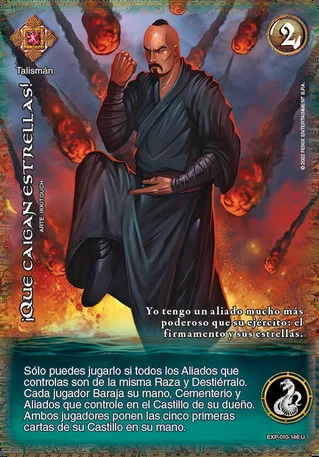 2
Talismán
¡Que caigan estrellas!
ARTE: IKKITOUCH
© 2022 FENIX ENTERTAINMENT S.P.A.
Yo tengo un aliado mucho más
poderoso que su ejército: el
firmamento y sus estrellas.
Sólo puedes jugarlo si todos los Aliados que
controlas son de la misma Raza y Destiérralo.
Cada jugador Baraja su mano, Cementerio y
Aliados que controle en el Castillo de su dueño.
Ambos jugadores ponen las cinco primeras
cartas de su Castillo en su mano.
EXP-010-146 U